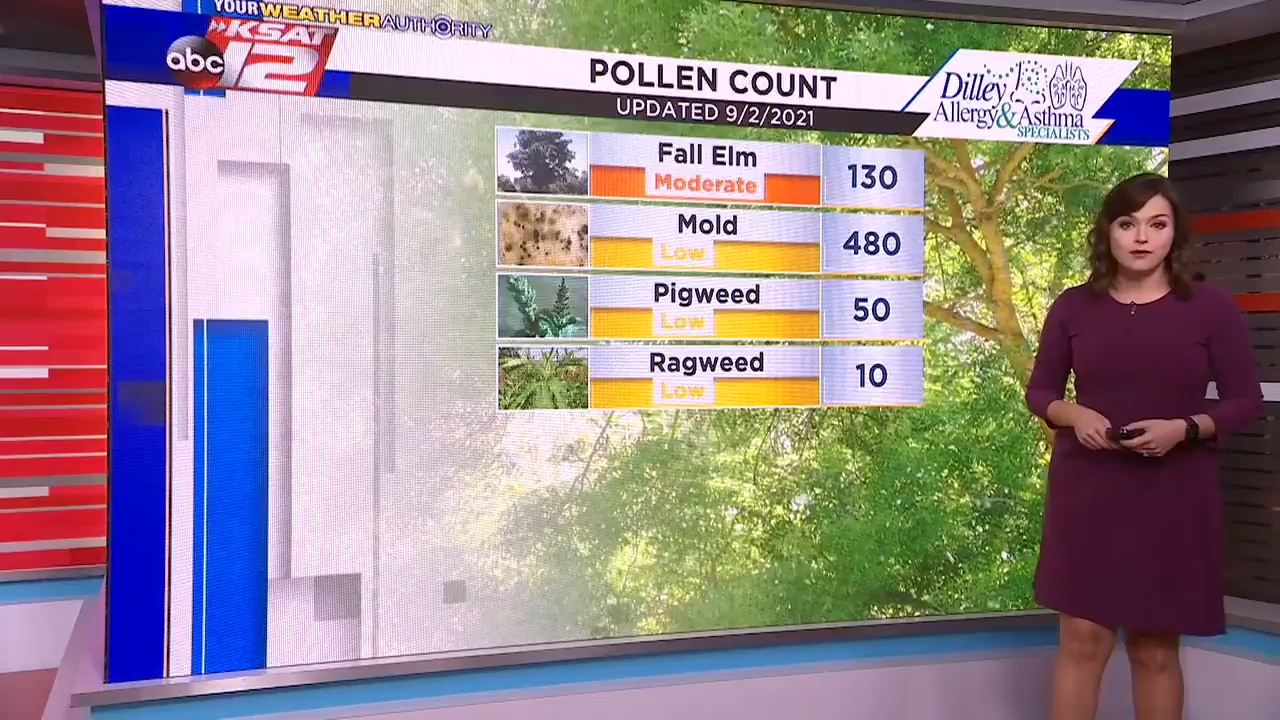 YOUR WEATHER AUTHORITY
KSAT
abc 12
POLLEN COUNT
UPDATED 9/2/2021
Dilley
Allergy & Asthma
SPECIALISTS
Fall Elm
Moderate
130
Mold
Low
480
Pigweed
Low
50
Ragweed
Low
10